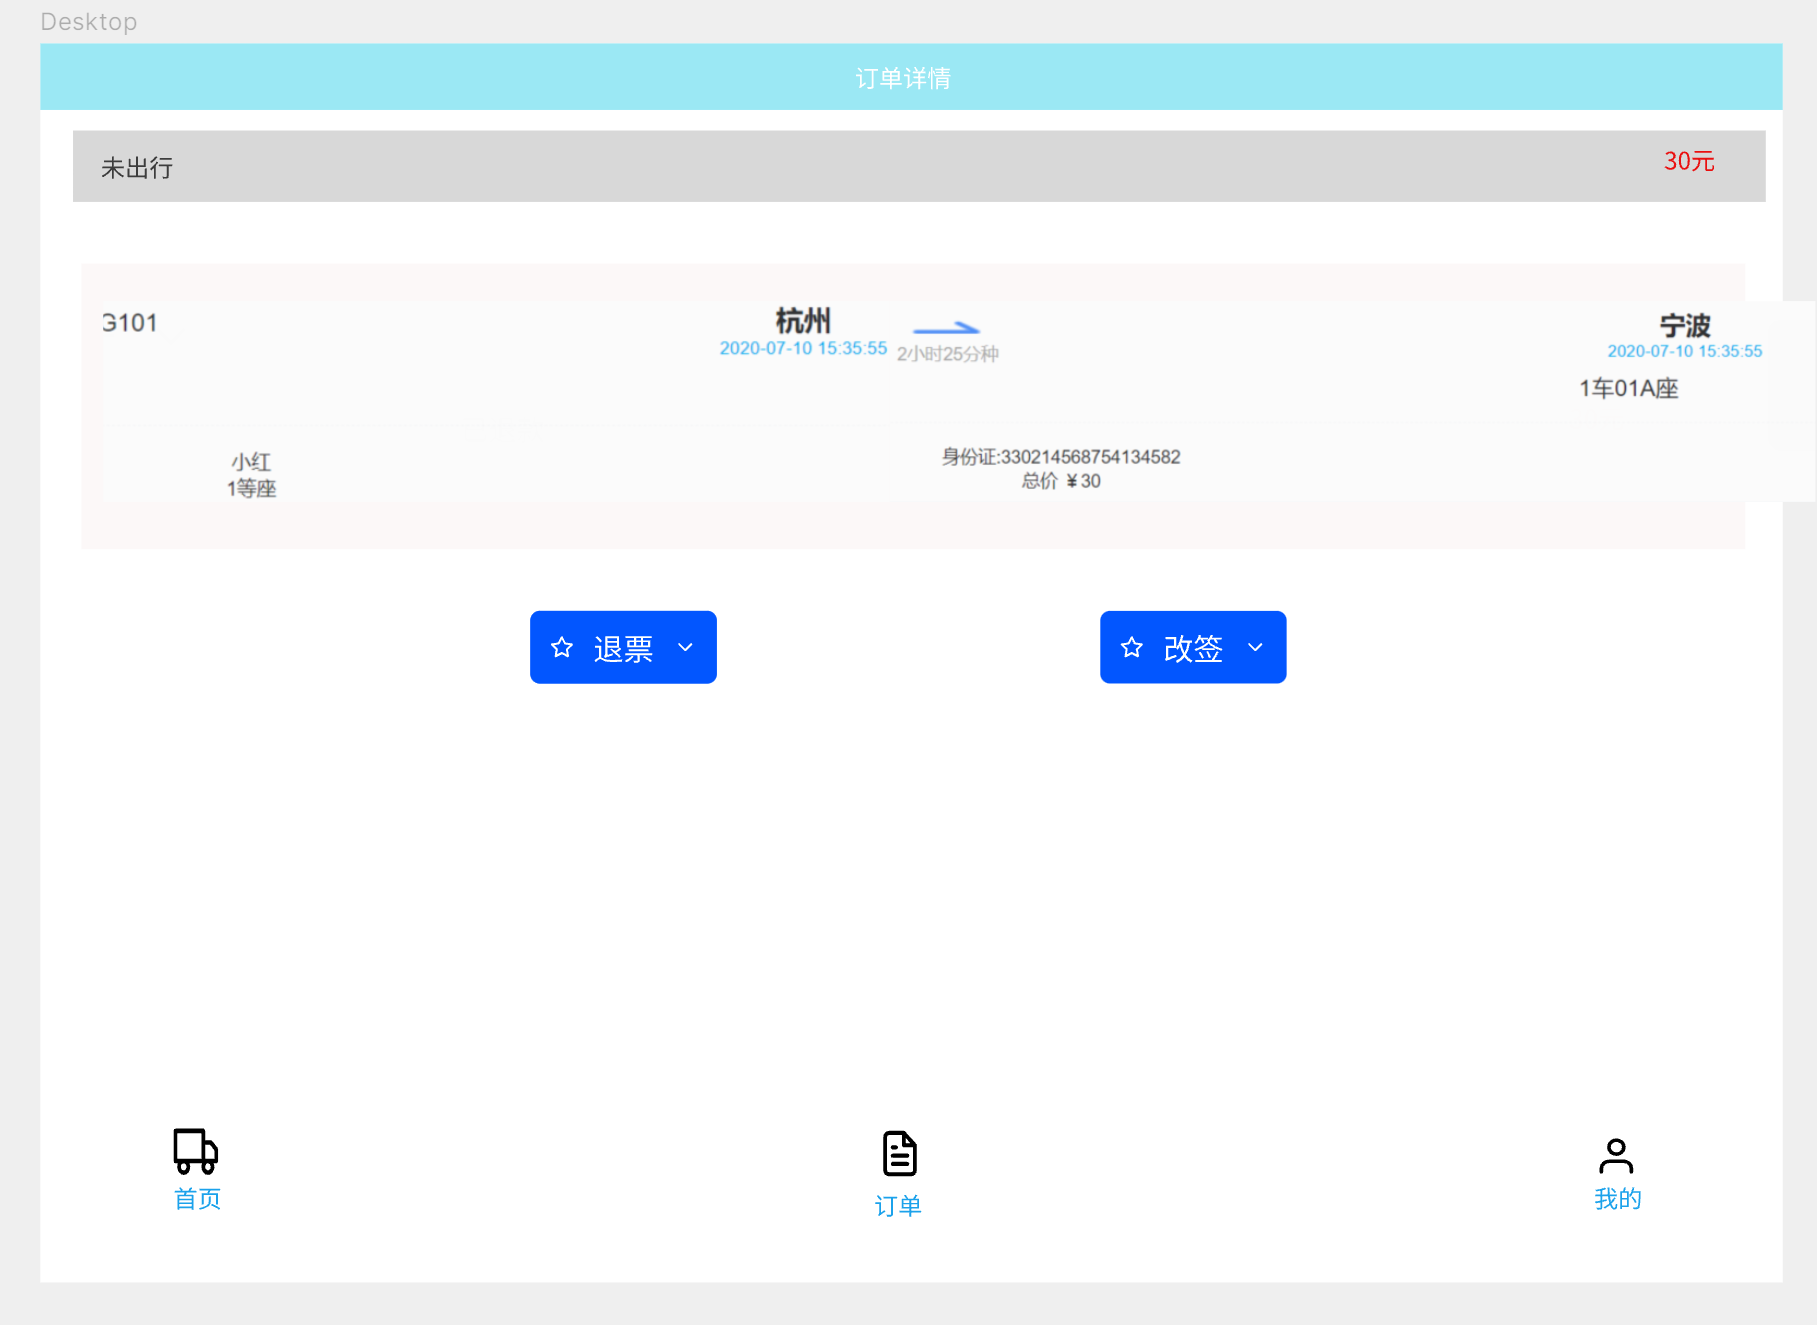 Desktop
订单详情
未出行
30元
G101
杭州
2020-07-10 15:35:55
2小时25分种
宁波
2020-07-10 15:35:55
1车01A座
小红
1等座
身份证:330214568754134582
总价 ¥30
退票
改签
首页
订单
我的